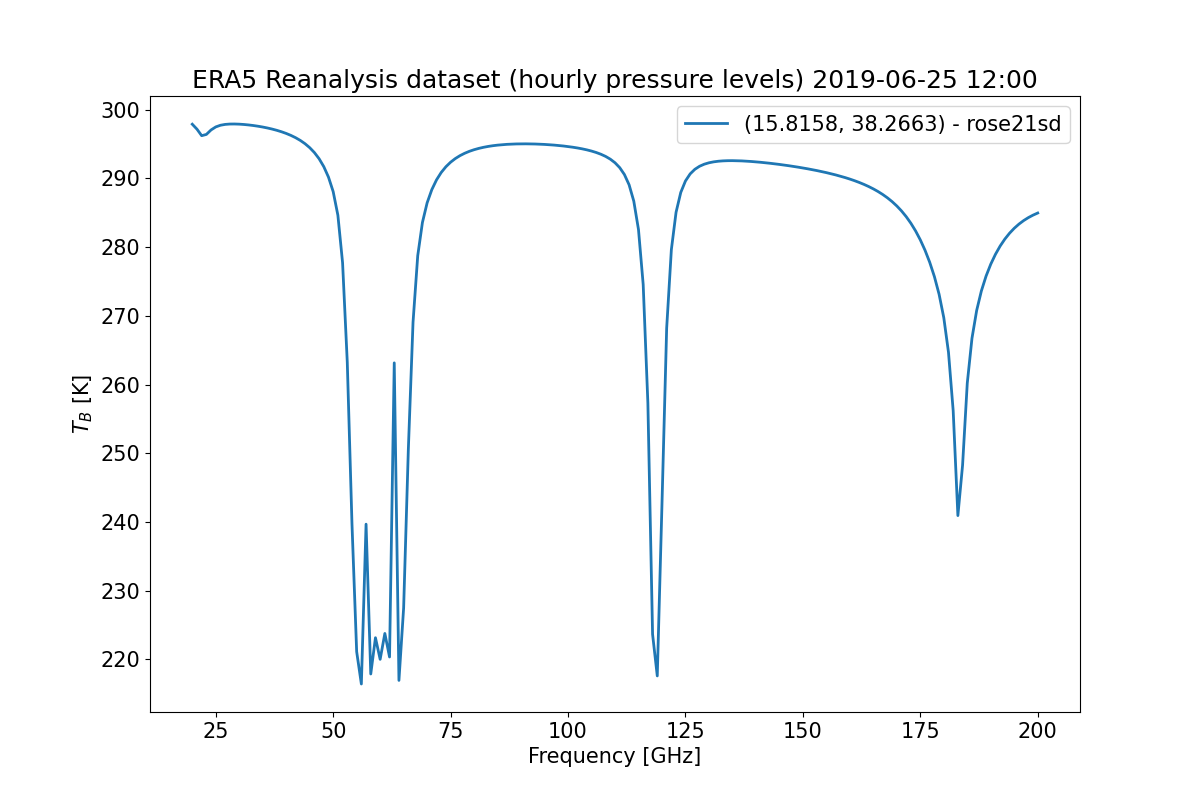 ERA5 Reanalysis dataset (hourly pressure levels) 2019-06-25 12:00
(15.8158, 38.2663) - rose21sd
300
290
280
270
260
250
240
230
220
T_B [K]
25 50 75 100 125 150 175 200
Frequency [GHz]